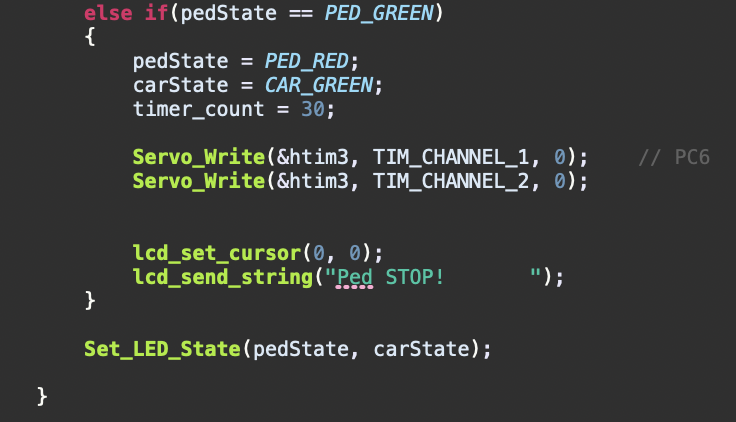 else if(pedState == PED_GREEN)
{
pedState = PED_RED;
carState = CAR_GREEN;
timer_count = 30;
Servo_Write(&htim3, TIM_CHANNEL_1, 0);    // PC6
Servo_Write(&htim3, TIM_CHANNEL_2, 0);
lcd_set_cursor(0, 0);
lcd_send_string("Ped STOP!       ");
}
Set_LED_State(pedState, carState);
}